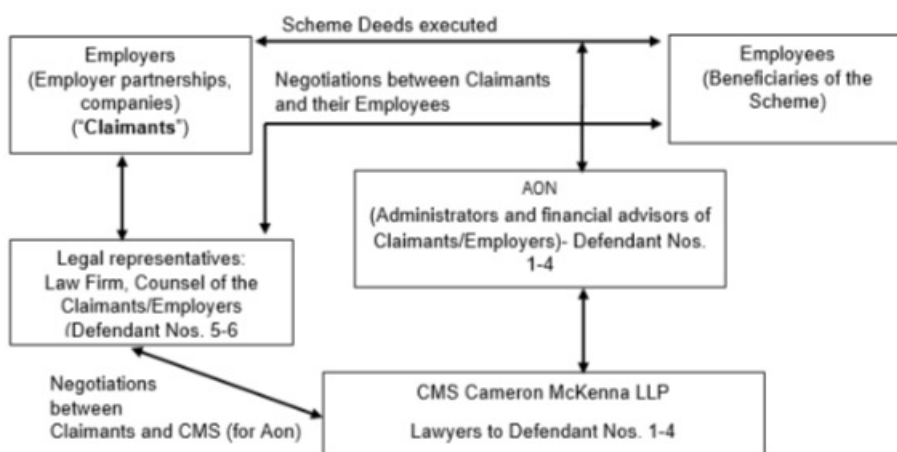 Scheme Deeds executed
Employers
(Employer partnerships,
companies)
("Claimants")
Negotiations between Claimants
and their Employees
Employees
(Beneficiaries of the
Scheme)
AON
(Administrators and financial advisors of
Claimants/Employers)- Defendant Nos.
1-4
Legal representatives:
Law Firm, Counsel of the
Claimants/Employers
(Defendant Nos. 5-6
Negotiations
between
Claimants and CMS (for Aon)
CMS Cameron McKenna LLP
Lawyers to Defendant Nos. 1-4